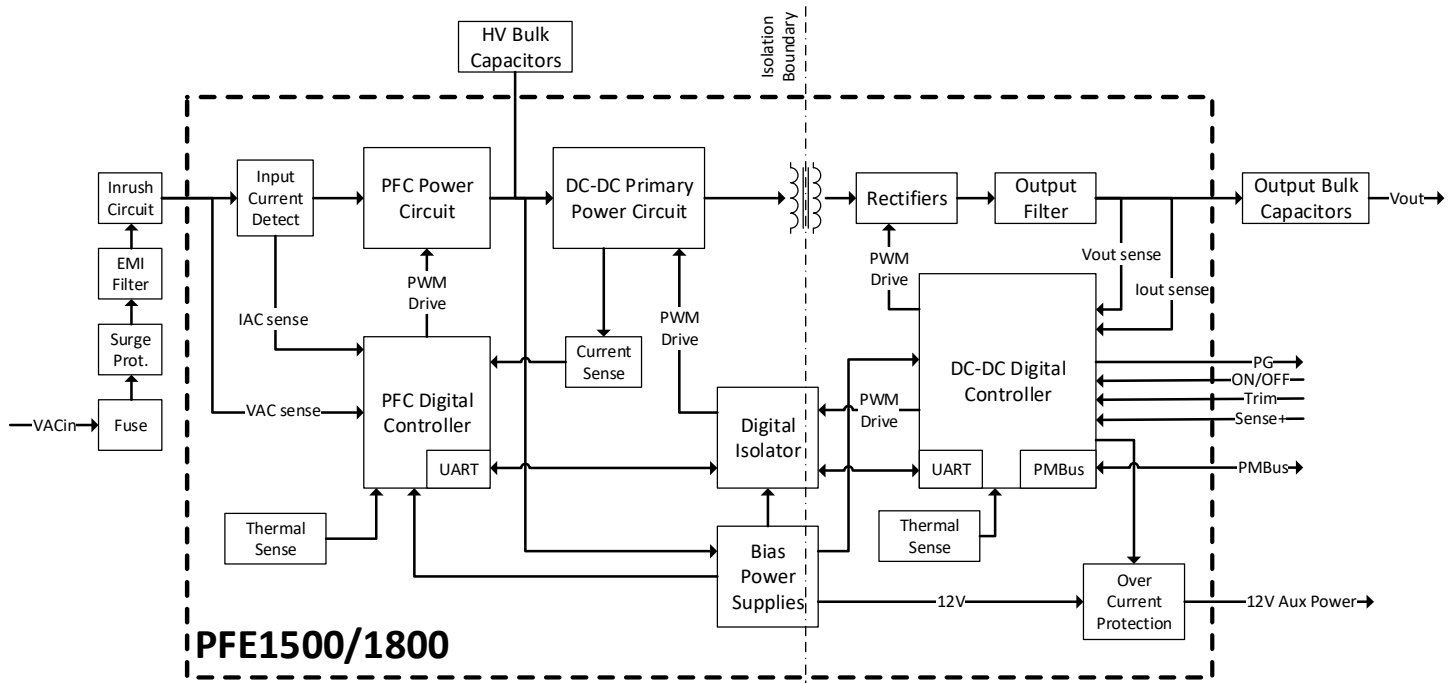 HV Bulk
Capacitors
Isolation
Boundary
Inrush
Circuit
Input
Current
Detect
PFC Power
Circuit
DC-DC Primary
Power Circuit
Rectifiers
Output
Filter
Output Bulk
Capacitors
Vout
EMI
Filter
PWM
Drive
PWM
Drive
Vout sense
Iout sense
IAC sense
PWM
Drive
Surge
Prot.
Current
Sense
PFC Digital
Controller
DC-DC Digital
Controller
PG
ON/OFF
Trim
Sense+
VACin
Fuse
VAC sense
Digital
Isolator
PWM
Drive
UART
UART
PMBus
PMBus
Thermal
Sense
Thermal
Sense
Bias
Power
Supplies
12V
Over
Current
Protection
12V Aux Power
PFE1500/1800